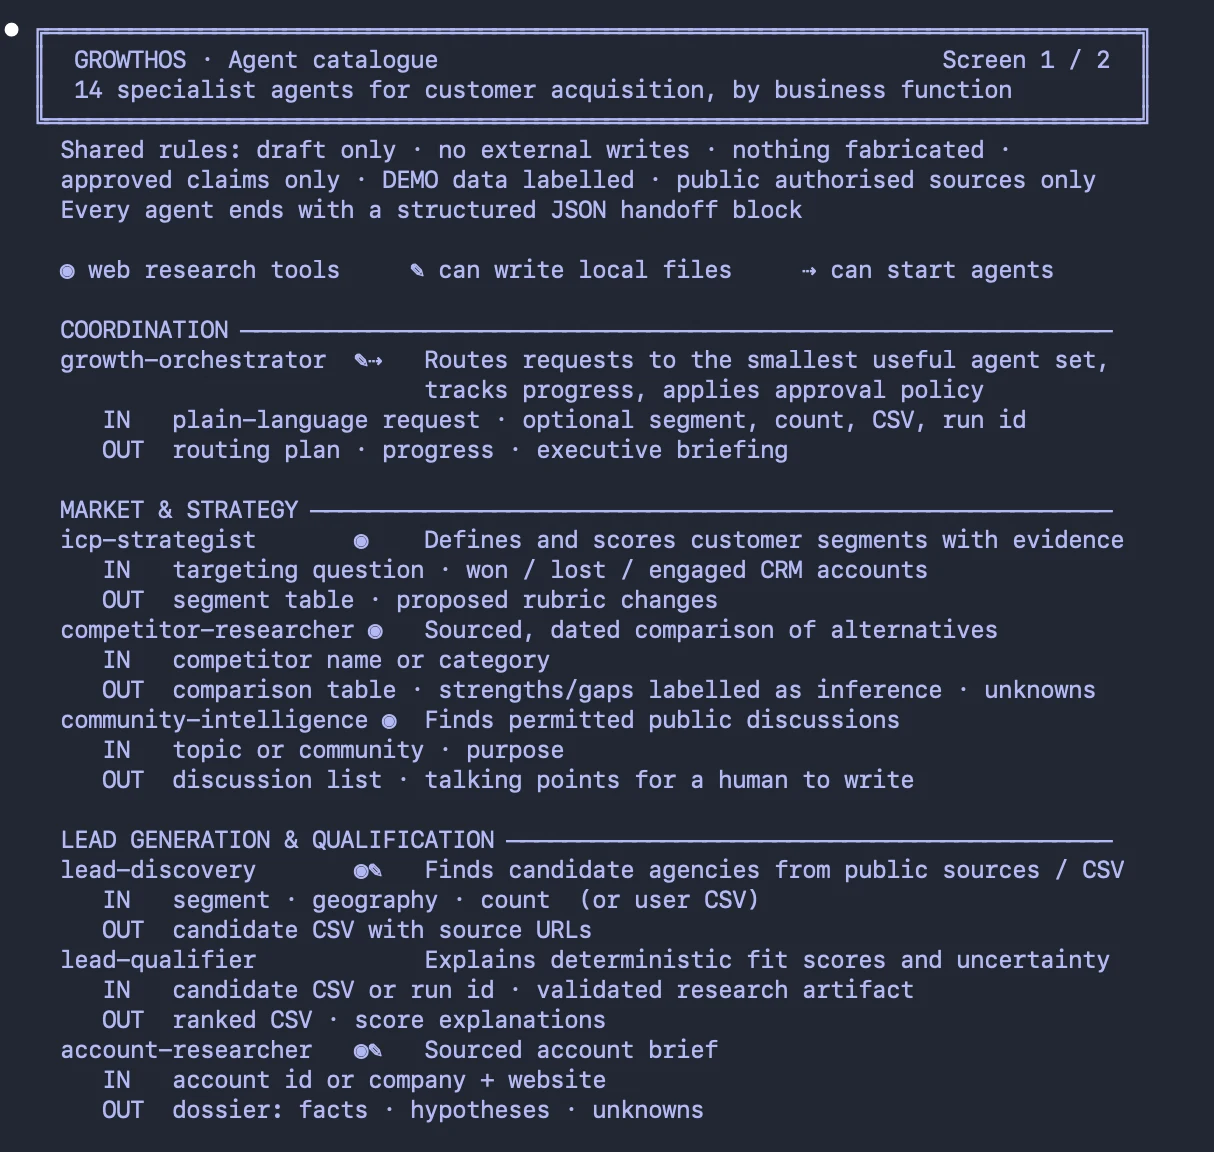 GROWTHOS · Agent catalogue Screen 1 / 2
14 specialist agents for customer acquisition, by business function
Shared rules: draft only · no external writes · nothing fabricated ·
approved claims only · DEMO data labelled · public authorised sources only
Every agent ends with a structured JSON handoff block
◉ web research tools ✎ can write local files ⇢ can start agents
COORDINATION
growth-orchestrator ✎⇢ Routes requests to the smallest useful agent set,
tracks progress, applies approval policy
IN plain-language request · optional segment, count, CSV, run id
OUT routing plan · progress · executive briefing
MARKET & STRATEGY
icp-strategist ◉ Defines and scores customer segments with evidence
IN targeting question · won / lost / engaged CRM accounts
OUT segment table · proposed rubric changes
competitor-researcher ◉ Sourced, dated comparison of alternatives
IN competitor name or category
OUT comparison table · strengths/gaps labelled as inference · unknowns
community-intelligence ◉ Finds permitted public discussions
IN topic or community · purpose
OUT discussion list · talking points for a human to write
LEAD GENERATION & QUALIFICATION
lead-discovery ◉✎ Finds candidate agencies from public sources / CSV
IN segment · geography · count (or user CSV)
OUT candidate CSV with source URLs
lead-qualifier Explains deterministic fit scores and uncertainty
IN candidate CSV or run id · validated research artifact
OUT ranked CSV · score explanations
account-researcher ◉✎ Sourced account brief
IN account id or company + website
OUT dossier: facts · hypotheses · unknowns